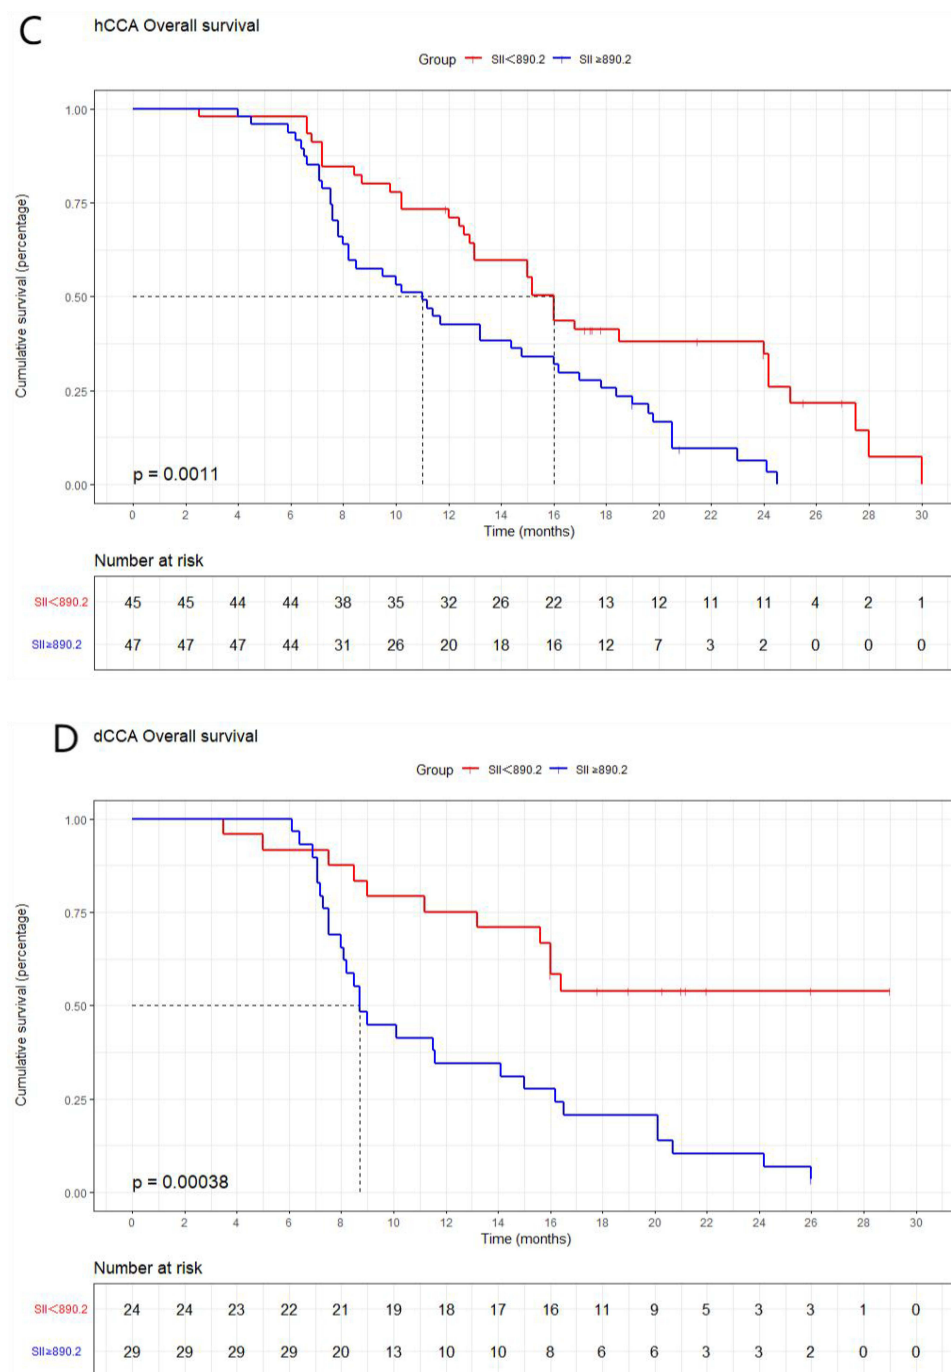 C hCCA Overall survival
Group SII<890.2 SII ≥890.2
Cumulative survival (percentage)
1.00
0.75
0.50
0.25
0.00
p = 0.0011
0 2 4 6 8 10 12 14 16 18 20 22 24 26 28 30
Time (months)
Number at risk
SII<890.2 45 45 44 44 38 35 32 26 22 13 12 11 11 4 2 1
SII≥890.2 47 47 47 44 31 26 20 18 16 12 7 3 2 0 0 0
D dCCA Overall survival
Group SII<890.2 SII ≥890.2
Cumulative survival (percentage)
1.00
0.75
0.50
0.25
0.00
p = 0.00038
0 2 4 6 8 10 12 14 16 18 20 22 24 26 28 30
Time (months)
Number at risk
SII<890.2 24 24 23 22 21 19 18 17 16 11 9 5 3 3 1 0
SII≥890.2 29 29 29 29 20 13 10 10 8 6 6 3 3 2 0 0